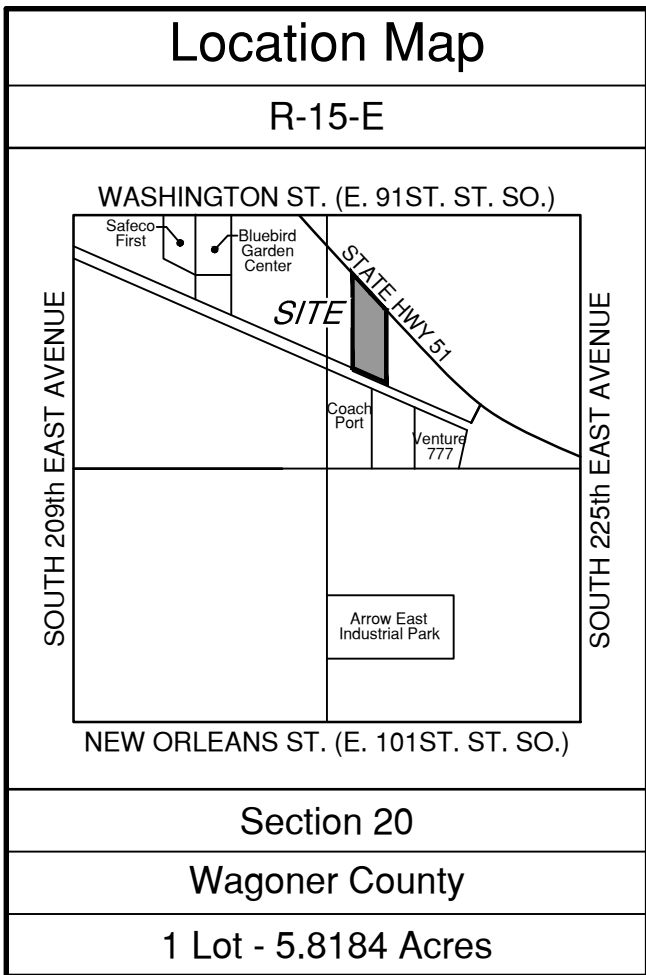 Location Map
R-15-E
WASHINGTON ST. (E. 91ST. ST. SO.)
Safeco
First
Bluebird
Garden
Center
STATE HWY 51
SITE
SOUTH 209th EAST AVENUE
SOUTH 225th EAST AVENUE
Coach
Port
Venture
777
Arrow East
Industrial Park
NEW ORLEANS ST. (E. 101ST. ST. SO.)
Section 20
Wagoner County
1 Lot - 5.8184 Acres